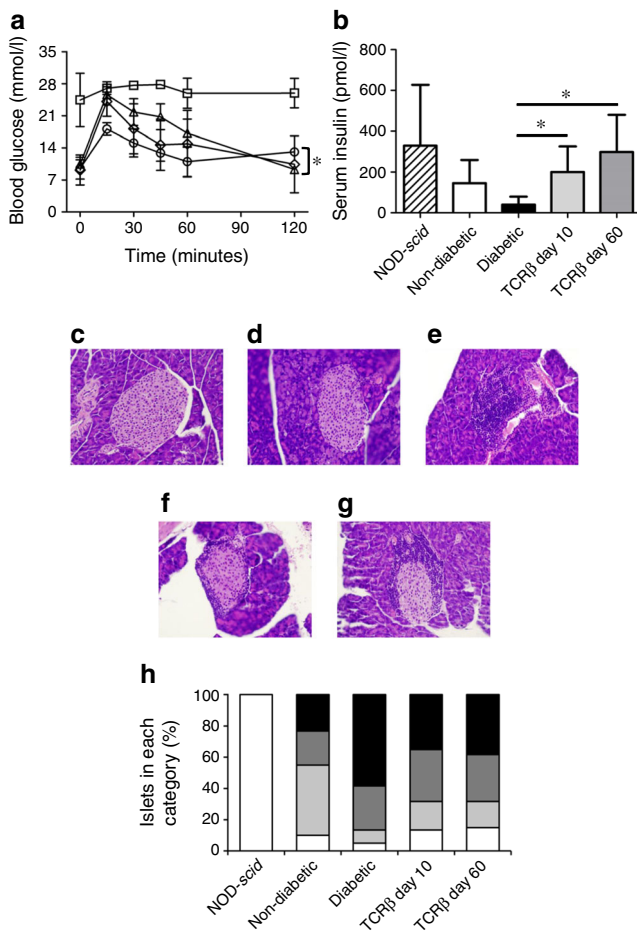 a
Blood glucose (mmol/l)
35
28
21
14
7
0
*
0 30 60 90 120
Time (minutes)
b
Serum insulin (pmol/l)
800
600
400
200
0
*
*
NOD-scid
Non-diabetic
Diabetic
TCRβ day 10
TCRβ day 60
c d e
f g
h
Islets in each
category (%)
100
80
60
40
20
0
NOD-scid
Non-diabetic
Diabetic
TCRβ day 10
TCRβ day 60